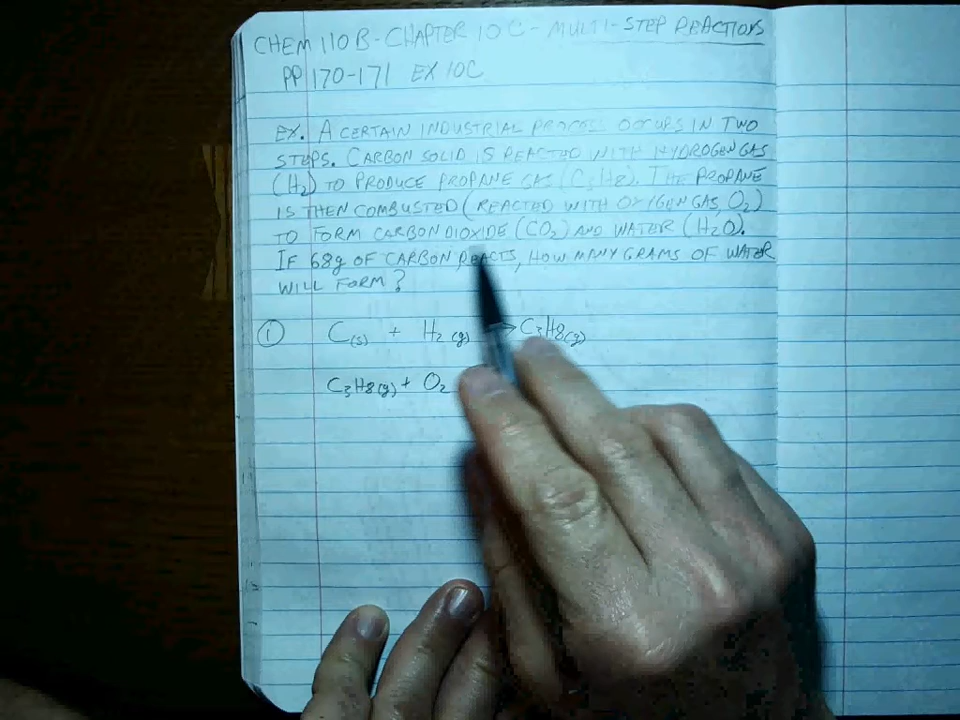 CHEM 110B - CHAPTER 10C - MULTI-STEP REACTIONS
PP 170-171 EX 10C
EX. A CERTAIN INDUSTRIAL PROCESS OCCURS IN TWO
STEPS. CARBON SOLID IS REACTED WITH HYDROGEN GAS
(H2) TO PRODUCE PROPANE GAS (C3H8). THE PROPANE
IS THEN COMBUSTED (REACTED WITH OXYGEN GAS, O2)
TO FORM CARBON DIOXIDE (CO2) AND WATER (H2O).
IF 68g OF CARBON REACTS, HOW MANY GRAMS OF WATER
WILL FORM?
① C(s) + H2(g) → C3H8(g)
C3H8(g) + O2